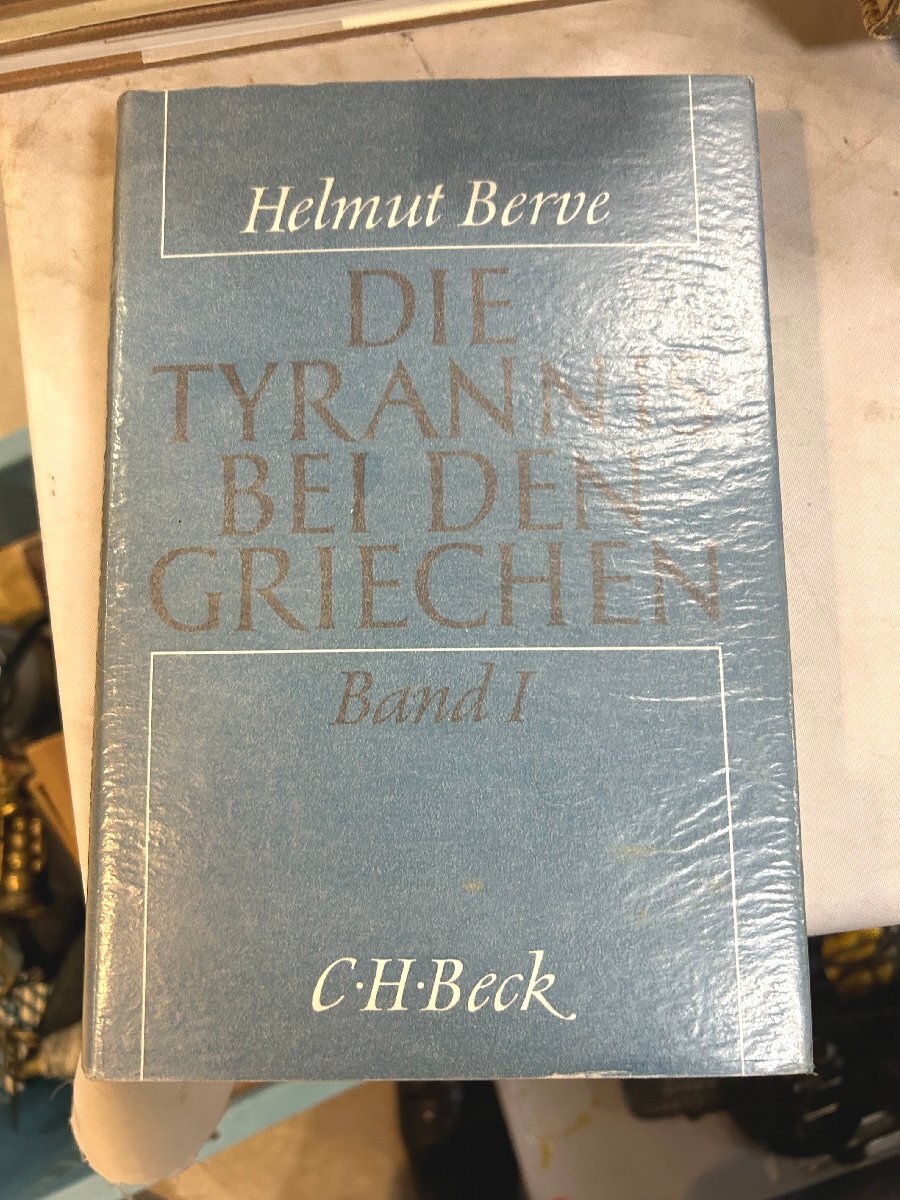 Helmut Berve
DIE
TYRANNIS
BEI DEN
GRIECHEN
Band I
C·H·Beck